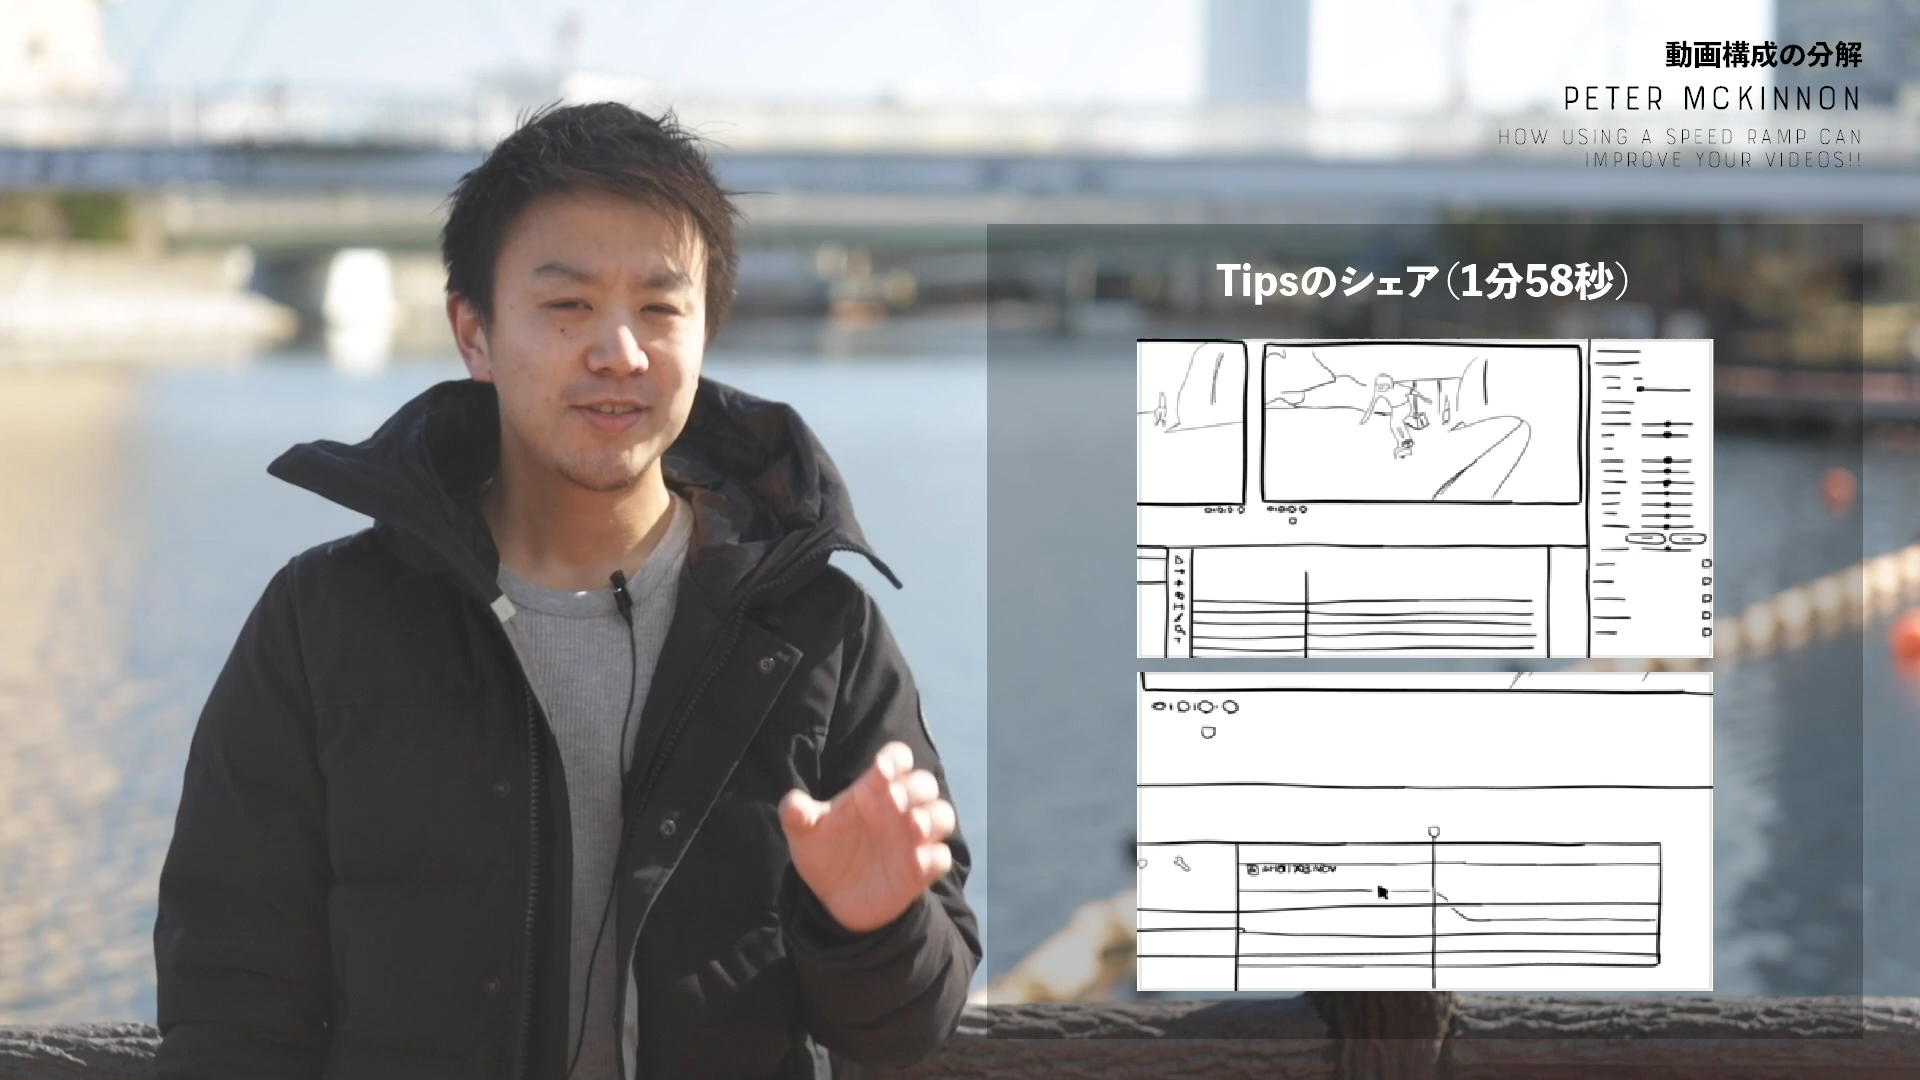 動画構成の分解
PETER MCKINNON
HOW USING A SPEED RAMP CAN
IMPROVE YOUR VIDEOS!!
Tipsのシェア（1分58秒）